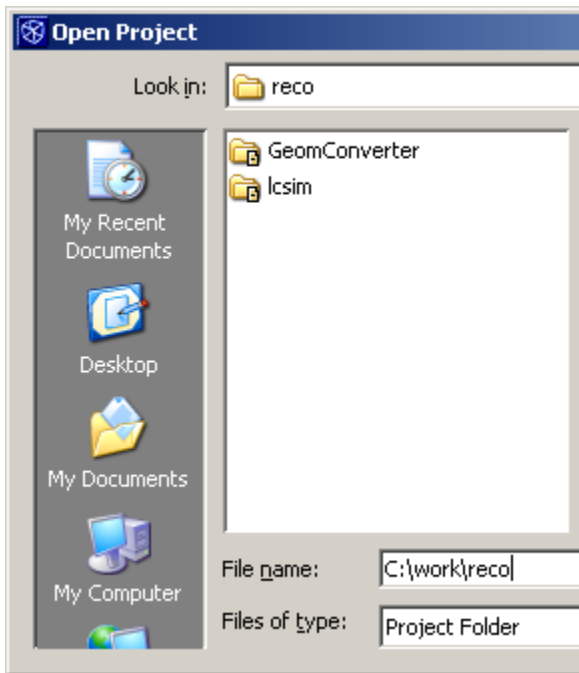 Open Project
Look in:
reco
GeomConverter
lcsim
My Recent
Documents
Desktop
My Documents
My Computer
File name:
C:\work\reco
Files of type:
Project Folder